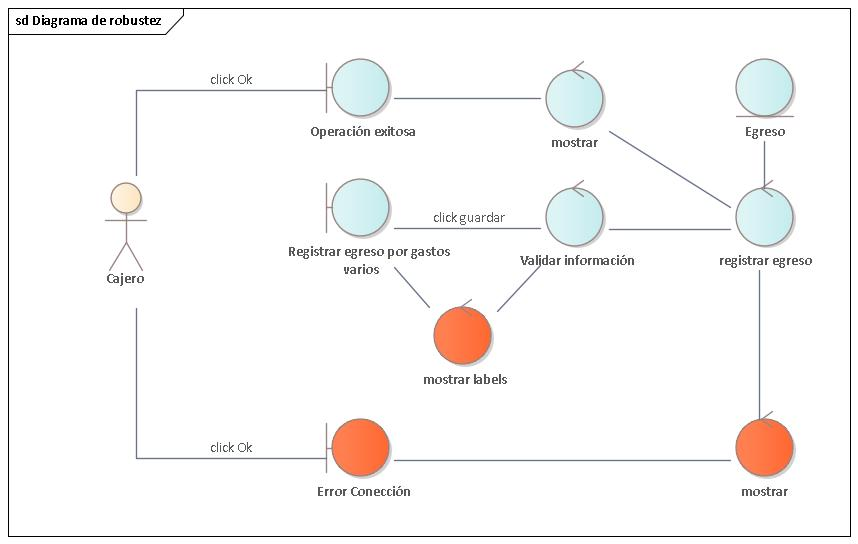 sd Diagrama de robustez
click Ok
Operación exitosa
mostrar
Egreso
click guardar
Registrar egreso por gastos
varios
Validar información
registrar egreso
Cajero
mostrar labels
click Ok
Error Conección
mostrar